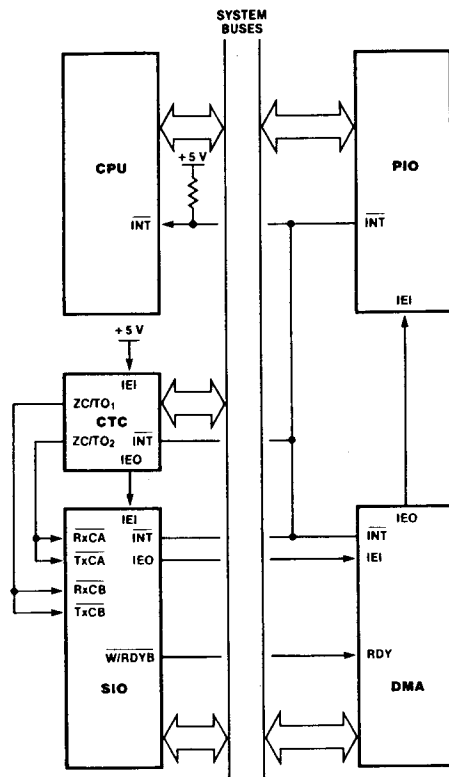 SYSTEM
BUSES
CPU
+5 V
INT
PIO
INT
IEI
+5 V
IEI
ZC/TO₁
CTC
ZC/TO₂
INT
IEO
IEI
RxCA
INT
TxCA
IEO
RxCB
TxCB
W/RDYB
SIO
IEO
INT
IEI
RDY
DMA